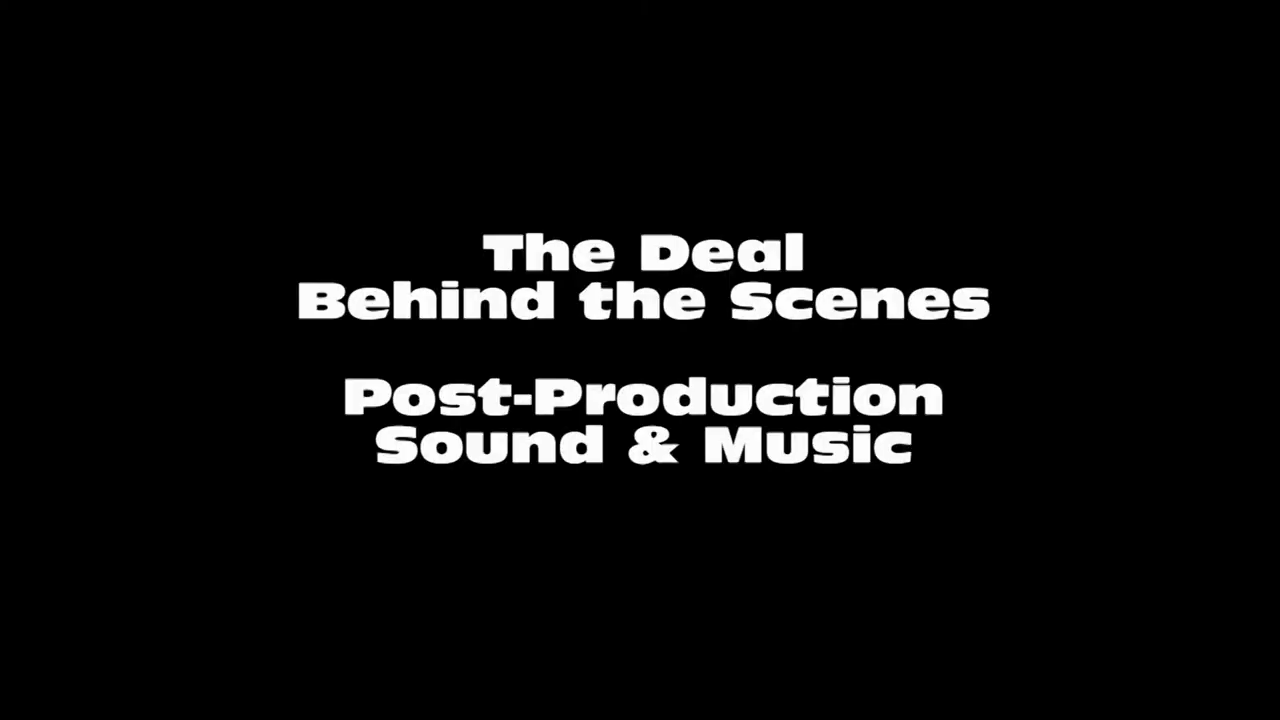 The Deal
Behind the Scenes
Post-Production
Sound & Music